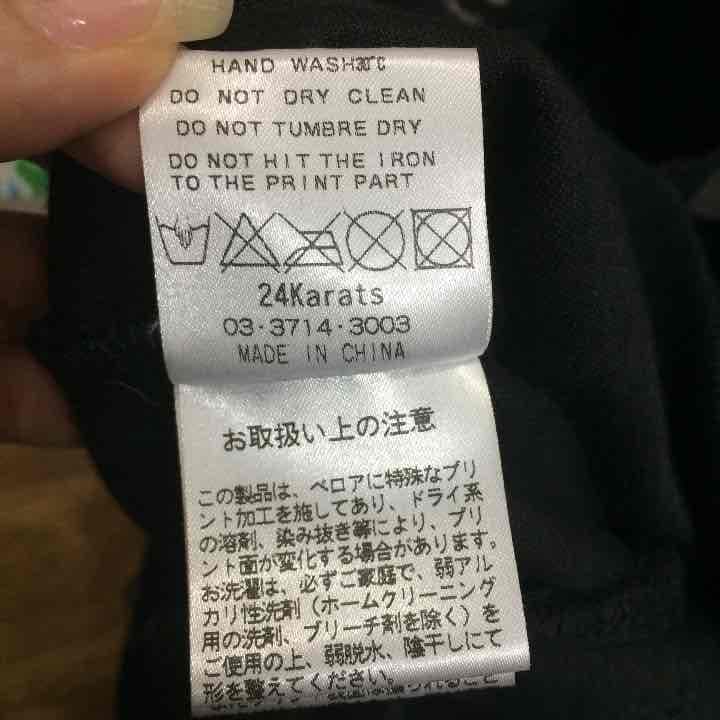 HAND WASH30°C
DO NOT DRY CLEAN
DO NOT TUMBRE DRY
DO NOT HIT THE IRON
TO THE PRINT PART
24Karats
03-3714-3003
MADE IN CHINA
お取扱い上の注意
この製品は、ベロアに特殊なプリ
ント加工を施してあり、ドライ系
の溶剤、染み抜き等により、プリ
ント面が変化する場合があります。
お洗濯は、必ずご家庭で、弱アル
カリ性洗剤（ホームクリーニング
用の洗剤、ブリーチ剤を除く）を
ご使用の上、弱脱水、陰干しにて
形を整えてください。